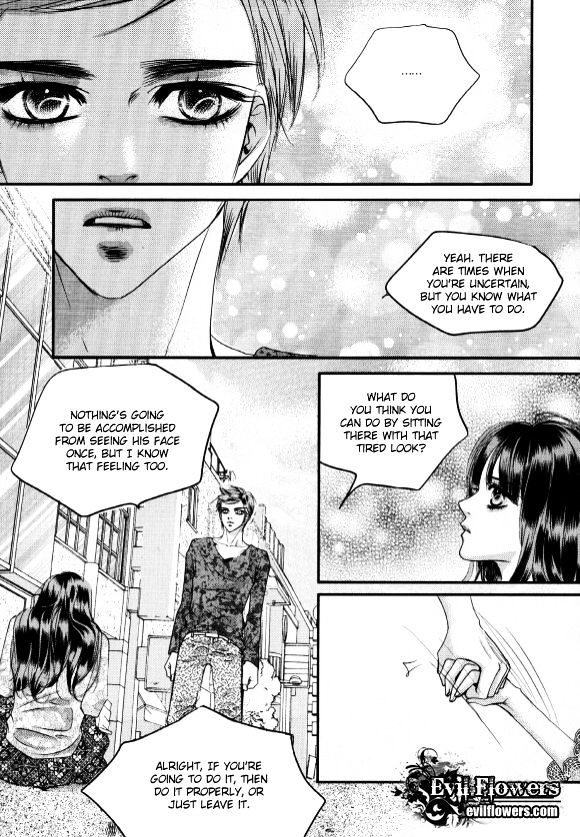 ......
YEAH. THERE
ARE TIMES WHEN
YOU'RE UNCERTAIN,
BUT YOU KNOW WHAT
YOU HAVE TO DO.
NOTHING'S GOING
TO BE ACCOMPLISHED
FROM SEEING HIS FACE
ONCE, BUT I KNOW
THAT FEELING TOO.
WHAT DO
YOU THINK YOU
CAN DO BY SITTING
THERE WITH THAT
TIRED LOOK?
ALRIGHT, IF YOU'RE
GOING TO DO IT, THEN
DO IT PROPERLY, OR
JUST LEAVE IT.
Evil Flowers
evilflowers.com